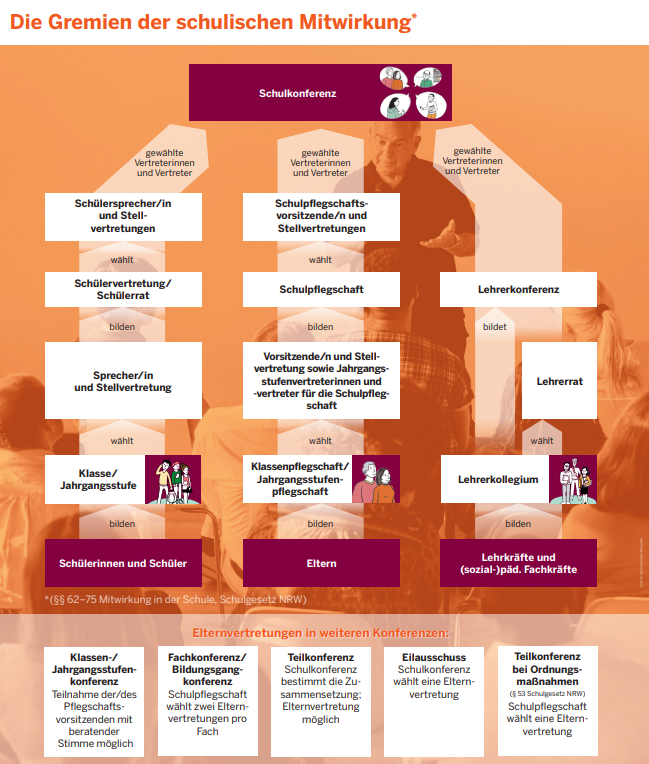 Die Gremien der schulischen Mitwirkung*
Schulkonferenz
gewählte
Vertreterinnen
und Vertreter
gewählte
Vertreterinnen
und Vertreter
gewählte
Vertreterinnen
und Vertreter
Schülersprecher/in
und Stell-
vertretungen
Schulpflegschafts-
vorsitzende/n und
Stellvertretungen
wählt
wählt
Schülervertretung/
Schülerrat
Schulpflegschaft
Lehrerkonferenz
bilden
bilden
bildet
Sprecher/in
und Stellvertretung
Vorsitzende/n und Stell-
vertretung sowie Jahrgangs-
stufenvertreterinnen und
-vertreter für die Schulpfleg-
schaft
Lehrerrat
wählt
wählt
wählt
Klasse/
Jahrgangsstufe
Klassenpflegschaft/
Jahrgangsstufen-
pflegschaft
Lehrerkollegium
bilden
bilden
bilden
Schülerinnen und Schüler
Eltern
Lehrkräfte und
(sozial-)päd. Fachkräfte
*(§§ 62–75 Mitwirkung in der Schule, Schulgesetz NRW)
Elternvertretungen in weiteren Konferenzen:
Klassen-/
Jahrgangsstufen-
konferenz
Teilnahme der/des
Pflegschafts-
vorsitzenden mit
beratender
Stimme möglich
Fachkonferenz/
Bildungsgang-
konferenz
Schulpflegschaft
wählt zwei Eltern-
vertretungen pro
Fach
Teilkonferenz
Schulkonferenz
bestimmt die Zu-
sammensetzung;
Elternvertretung
möglich
Eilausschuss
Schulkonferenz
wählt eine Eltern-
vertretung
Teilkonferenz
bei Ordnungs-
maßnahmen
(§ 53 Schulgesetz NRW)
Schulpflegschaft
wählt eine Eltern-
vertretung